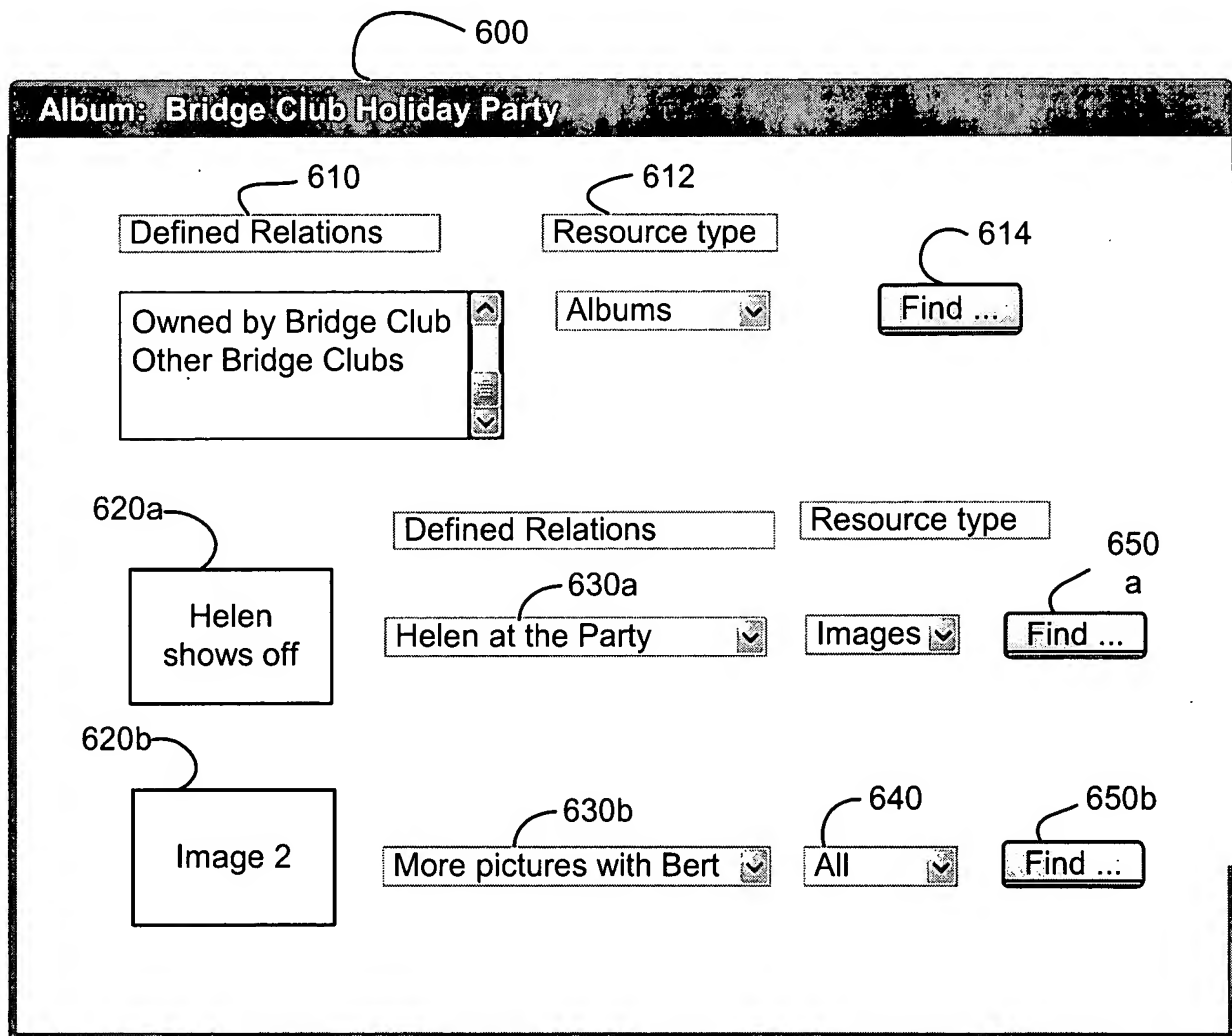 600
Album: Bridge Club Holiday Party
610
612
Defined Relations
Resource type
614
Owned by Bridge Club
Other Bridge Clubs
Albums
Find ...
620a
Defined Relations
Resource type
650
a
630a
Helen
shows off
Helen at the Party
Images
Find ...
620b
630b
640
650b
Image 2
More pictures with Bert
All
Find ...